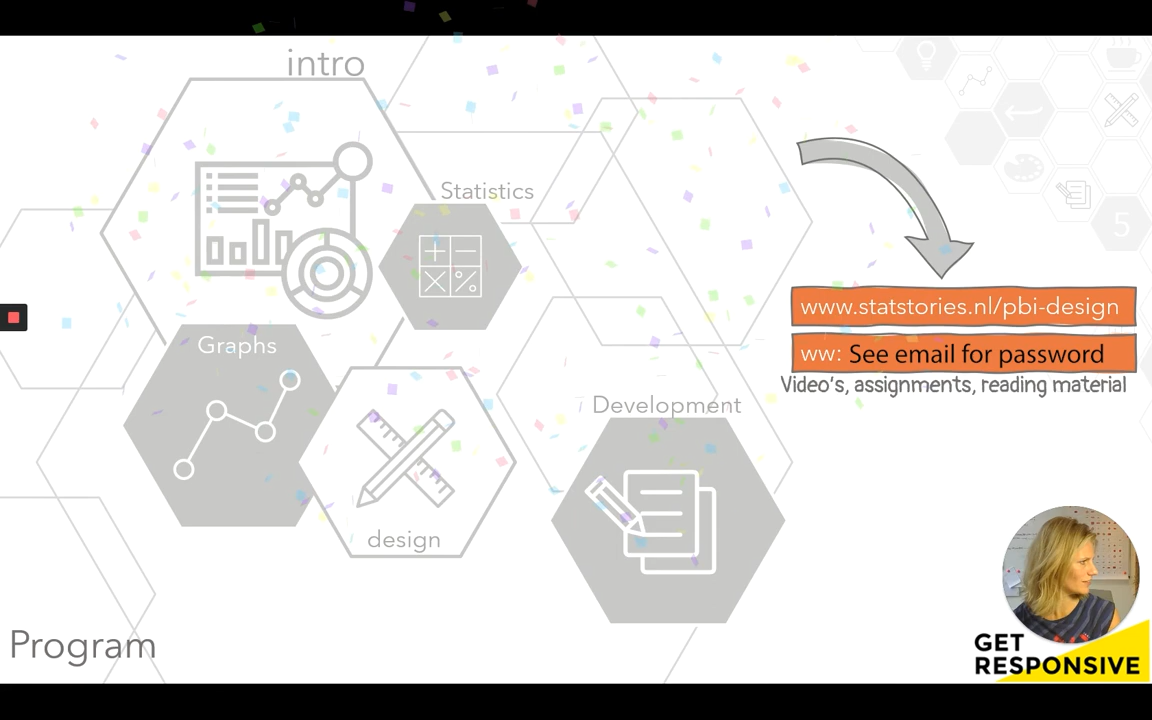 intro
Statistics
Graphs
design
i Development
Program
5
www.statstories.nl/pbi-design
ww: See email for password
Video's, assignments, reading material
GET
RESPONSIVE